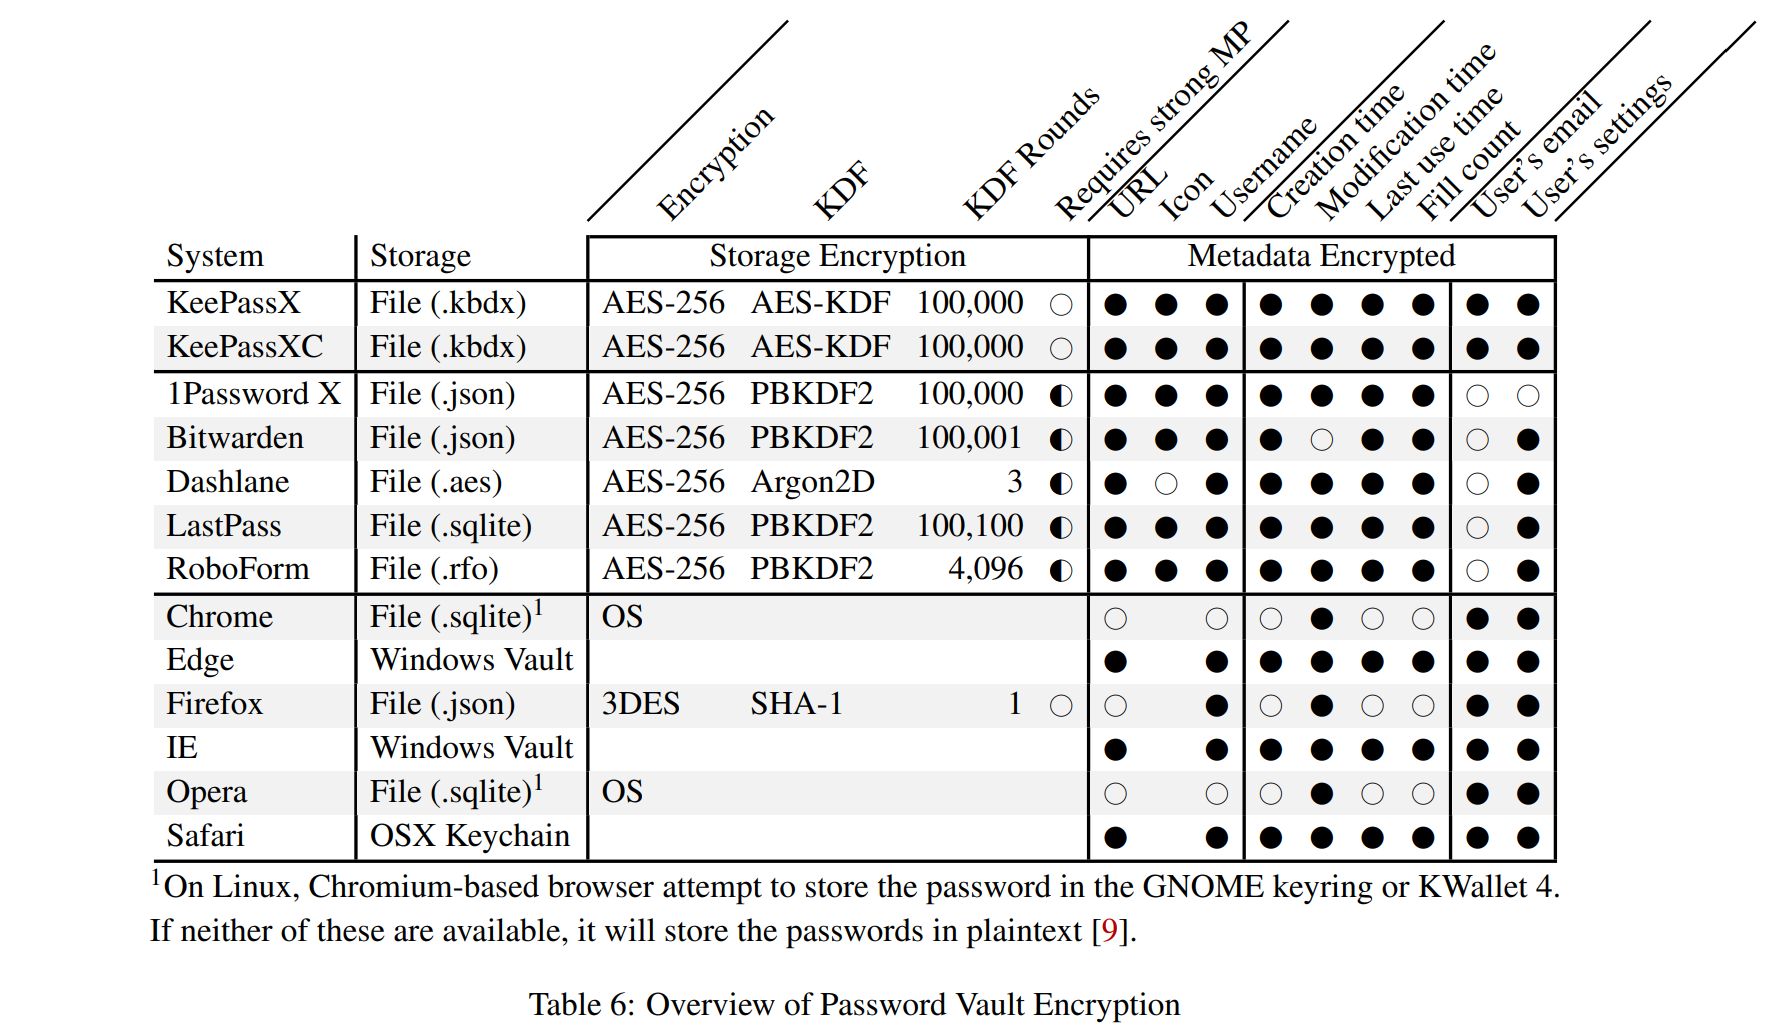 Encryption
KDF
KDF Rounds
Requires strong MP
URL
Icon
Username
Creation time
Modification time
Last use time
Fill count
User's email
User's settings
System Storage Storage Encryption Metadata Encrypted
KeePassX File (.kbdx) AES-256 AES-KDF 100,000 ○ ● ● ● ● ● ● ● ● ●
KeePassXC File (.kbdx) AES-256 AES-KDF 100,000 ○ ● ● ● ● ● ● ● ● ●
1Password X File (.json) AES-256 PBKDF2 100,000 ◐ ● ● ● ● ● ● ● ○ ○
Bitwarden File (.json) AES-256 PBKDF2 100,001 ◐ ● ● ● ● ○ ● ● ○ ●
Dashlane File (.aes) AES-256 Argon2D 3 ◐ ● ○ ● ● ● ● ● ○ ●
LastPass File (.sqlite) AES-256 PBKDF2 100,100 ◐ ● ● ● ● ● ● ● ○ ●
RoboForm File (.rfo) AES-256 PBKDF2 4,096 ◐ ● ● ● ● ● ● ● ○ ●
Chrome File (.sqlite)¹ OS ○ ○ ○ ● ○ ○ ● ●
Edge Windows Vault ● ● ● ● ● ● ● ●
Firefox File (.json) 3DES SHA-1 1 ○ ○ ● ○ ● ○ ○ ● ●
IE Windows Vault ● ● ● ● ● ● ● ●
Opera File (.sqlite)¹ OS ○ ○ ○ ● ○ ○ ● ●
Safari OSX Keychain ● ● ● ● ● ● ● ●
¹On Linux, Chromium-based browser attempt to store the password in the GNOME keyring or KWallet 4.
If neither of these are available, it will store the passwords in plaintext [9].
Table 6: Overview of Password Vault Encryption